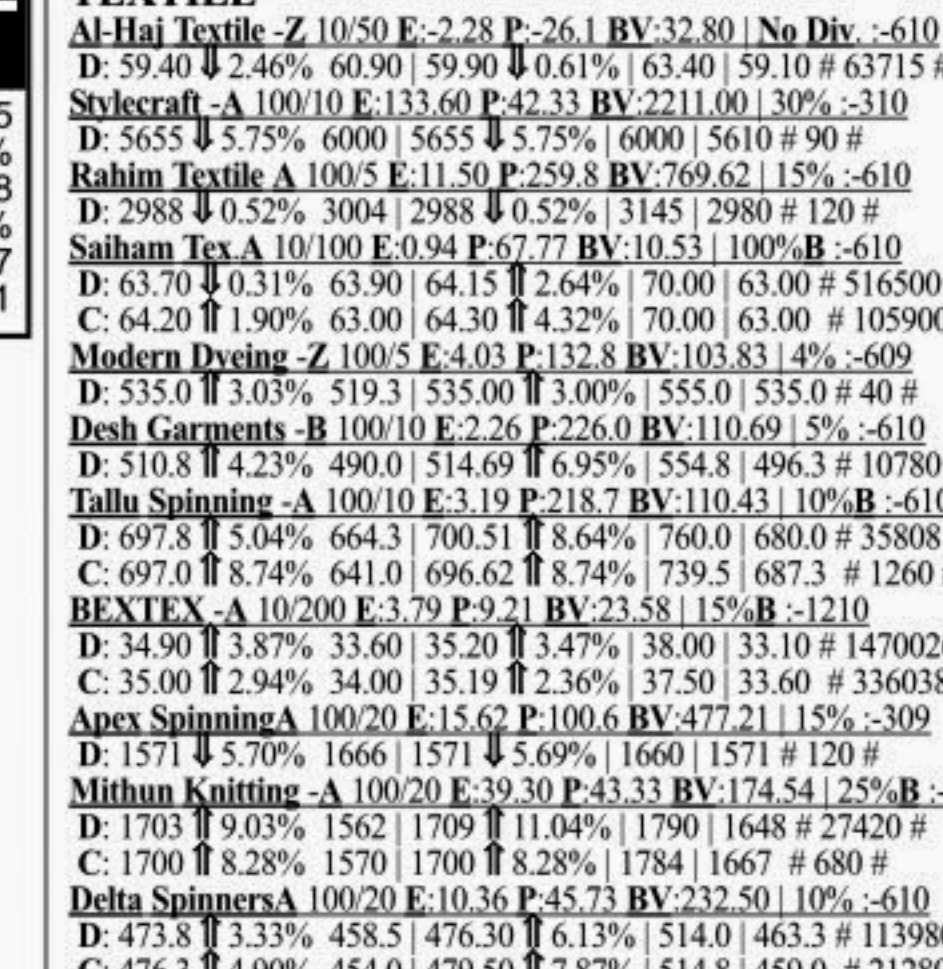 TEXTILE
Al-Haj Textile -Z 10/50 E:-2.28 P:-26.1 BV:32.80 | No Div. :-610
D: 59.40 ⇓ 2.46% 60.90 | 59.90 ⇓ 0.61% | 63.40 | 59.10 # 63715 #
Stylecraft -A 100/10 E:133.60 P:42.33 BV:2211.00 | 30% :-310
D: 5655 ⇓ 5.75% 6000 | 5655 ⇓ 5.75% | 6000 | 5610 # 90 #
Rahim Textile A 100/5 E:11.50 P:259.8 BV:769.62 | 15% :-610
D: 2988 ⇓ 0.52% 3004 | 2988 ⇓ 0.52% | 3145 | 2980 # 120 #
Saiham Tex.A 10/100 E:0.94 P:67.77 BV:10.53 | 100%B :-610
D: 63.70 ⇓ 0.31% 63.90 | 64.15 ⇑ 2.64% | 70.00 | 63.00 # 516500
C: 64.20 ⇑ 1.90% 63.00 | 64.30 ⇑ 4.32% | 70.00 | 63.00 # 105900
Modern Dyeing -Z 100/5 E:4.03 P:132.8 BV:103.83 | 4% :-609
D: 535.0 ⇑ 3.03% 519.3 | 535.00 ⇑ 3.00% | 555.0 | 535.0 # 40 #
Desh Garments -B 100/10 E:2.26 P:226.0 BV:110.69 | 5% :-610
D: 510.8 ⇑ 4.23% 490.0 | 514.69 ⇑ 6.95% | 554.8 | 496.3 # 10780
Tallu Spinning -A 100/10 E:3.19 P:218.7 BV:110.43 | 10%B :-610
D: 697.8 ⇑ 5.04% 664.3 | 700.51 ⇑ 8.64% | 760.0 | 680.0 # 35808
C: 697.0 ⇑ 8.74% 641.0 | 696.62 ⇑ 8.74% | 739.5 | 687.3 # 1260
BEXTEX -A 10/200 E:3.79 P:9.21 BV:23.58 | 15%B :-1210
D: 34.90 ⇑ 3.87% 33.60 | 35.20 ⇑ 3.47% | 38.00 | 33.10 # 147002
C: 35.00 ⇑ 2.94% 34.00 | 35.19 ⇑ 2.36% | 37.50 | 33.60 # 336038
Apex SpinningA 100/20 E:15.62 P:100.6 BV:477.21 | 15% :-309
D: 1571 ⇓ 5.70% 1666 | 1571 ⇓ 5.69% | 1660 | 1571 # 120 #
Mithun Knitting -A 100/20 E:39.30 P:43.33 BV:174.54 | 25%B :-
D: 1703 ⇑ 9.03% 1562 | 1709 ⇑ 11.04% | 1790 | 1648 # 27420 #
C: 1700 ⇑ 8.28% 1570 | 1700 ⇑ 8.28% | 1784 | 1667 # 680 #
Delta SpinnersA 100/20 E:10.36 P:45.73 BV:232.50 | 10% :-610
D: 473.8 ⇑ 3.33% 458.5 | 476.30 ⇑ 6.13% | 514.0 | 463.3 # 11398
C: 476.3 ⇑ 4.90% 454.0 | 479.50 ⇑ 7.87% | 514.8 | 459.0 # 21280